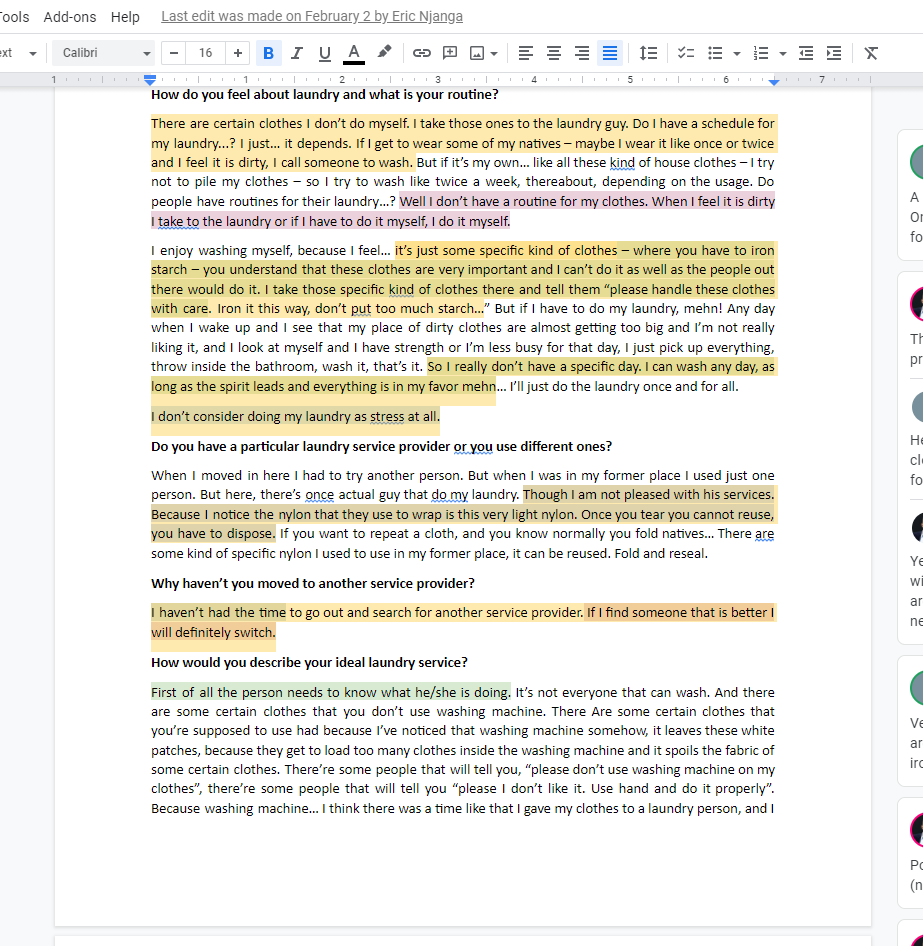 Tools Add-ons Help Last edit was made on February 2 by Eric Njanga
ext Calibri − 16 + B I U A
1 1 2 3 4 5 6 7
How do you feel about laundry and what is your routine?
There are certain clothes I don't do myself. I take those ones to the laundry guy. Do I have a schedule for
my laundry...? I just... it depends. If I get to wear some of my natives – maybe I wear it like once or twice
and I feel it is dirty, I call someone to wash. But if it's my own... like all these kind of house clothes – I try
not to pile my clothes – so I try to wash like twice a week, thereabout, depending on the usage. Do
people have routines for their laundry...? Well I don't have a routine for my clothes. When I feel it is dirty
I take to the laundry or if I have to do it myself, I do it myself.
I enjoy washing myself, because I feel... it's just some specific kind of clothes – where you have to iron
starch – you understand that these clothes are very important and I can't do it as well as the people out
there would do it. I take those specific kind of clothes there and tell them "please handle these clothes
with care. Iron it this way, don't put too much starch..." But if I have to do my laundry, mehn! Any day
when I wake up and I see that my place of dirty clothes are almost getting too big and I'm not really
liking it, and I look at myself and I have strength or I'm less busy for that day, I just pick up everything,
throw inside the bathroom, wash it, that's it. So I really don't have a specific day. I can wash any day, as
long as the spirit leads and everything is in my favor mehn... I'll just do the laundry once and for all.
I don't consider doing my laundry as stress at all.
Do you have a particular laundry service provider or you use different ones?
When I moved in here I had to try another person. But when I was in my former place I used just one
person. But here, there's once actual guy that do my laundry. Though I am not pleased with his services.
Because I notice the nylon that they use to wrap is this very light nylon. Once you tear you cannot reuse,
you have to dispose. If you want to repeat a cloth, and you know normally you fold natives... There are
some kind of specific nylon I used to use in my former place, it can be reused. Fold and reseal.
Why haven't you moved to another service provider?
I haven't had the time to go out and search for another service provider. If I find someone that is better I
will definitely switch.
How would you describe your ideal laundry service?
First of all the person needs to know what he/she is doing. It's not everyone that can wash. And there
are some certain clothes that you don't use washing machine. There Are some certain clothes that
you're supposed to use had because I've noticed that washing machine somehow, it leaves these white
patches, because they get to load too many clothes inside the washing machine and it spoils the fabric of
some certain clothes. There're some people that will tell you, "please don't use washing machine on my
clothes", there're some people that will tell you "please I don't like it. Use hand and do it properly".
Because washing machine... I think there was a time like that I gave my clothes to a laundry person, and I
A
fo
Th
pr
He
clo
fo
Ye
wi
ar
ne
Ve
ar
iro
Po
(n